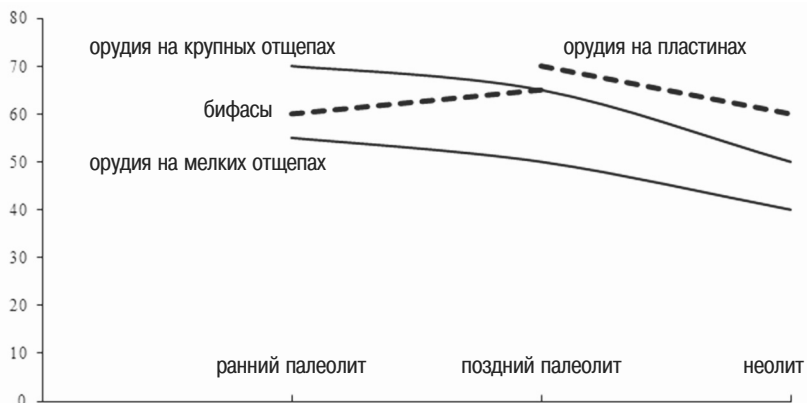 80
орудия на крупных отщепах
орудия на пластинах
70
бифасы
60
орудия на мелких отщепах
50
40
30
20
10
ранний палеолит
поздний палеолит
неолит
0